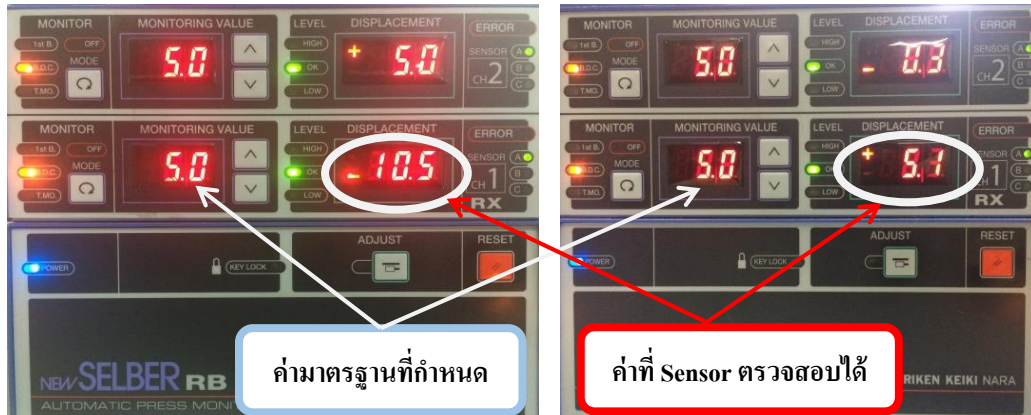 MONITOR MONITORING VALUE LEVEL DISPLACEMENT ERROR
1st B. OFF HIGH SENSOR A
B.D.C. MODE 5.0 OK + 5.0 CH 2 B
T.MO. LOW C
MONITOR MONITORING VALUE LEVEL DISPLACEMENT ERROR
1st B. OFF HIGH SENSOR A
B.D.C. MODE 5.0 OK - 10.5 CH 1 B
T.MO. LOW C
RX
ADJUST RESET
POWER KEY LOCK
NEW SELBER RB
AUTOMATIC PRESS MONI
ค่ามาตรฐานที่กำหนด
MONITOR MONITORING VALUE LEVEL DISPLACEMENT ERROR
1st B. OFF HIGH SENSOR A
B.D.C. MODE 5.0 OK - 0.3 CH 2 B
T.MO. LOW C
MONITOR MONITORING VALUE LEVEL DISPLACEMENT ERROR
1st B. OFF HIGH SENSOR A
B.D.C. MODE 5.0 OK + 5.1 CH 1 B
T.MO. LOW C
RX
ADJUST RESET
POWER KEY LOCK
RIKEN KEIKI NARA
ค่าที่ Sensor ตรวจสอบได้